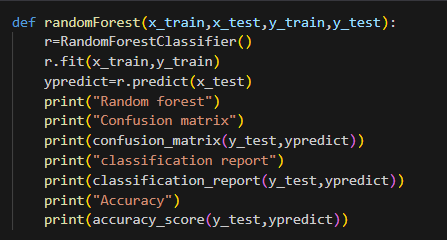 def randomForest(x_train,x_test,y_train,y_test):
    r=RandomForestClassifier()
    r.fit(x_train,y_train)
    ypredict=r.predict(x_test)
    print("Random forest")
    print("Confusion matrix")
    print(confusion_matrix(y_test,ypredict))
    print("classification report")
    print(classification_report(y_test,ypredict))
    print("Accuracy")
    print(accuracy_score(y_test,ypredict))